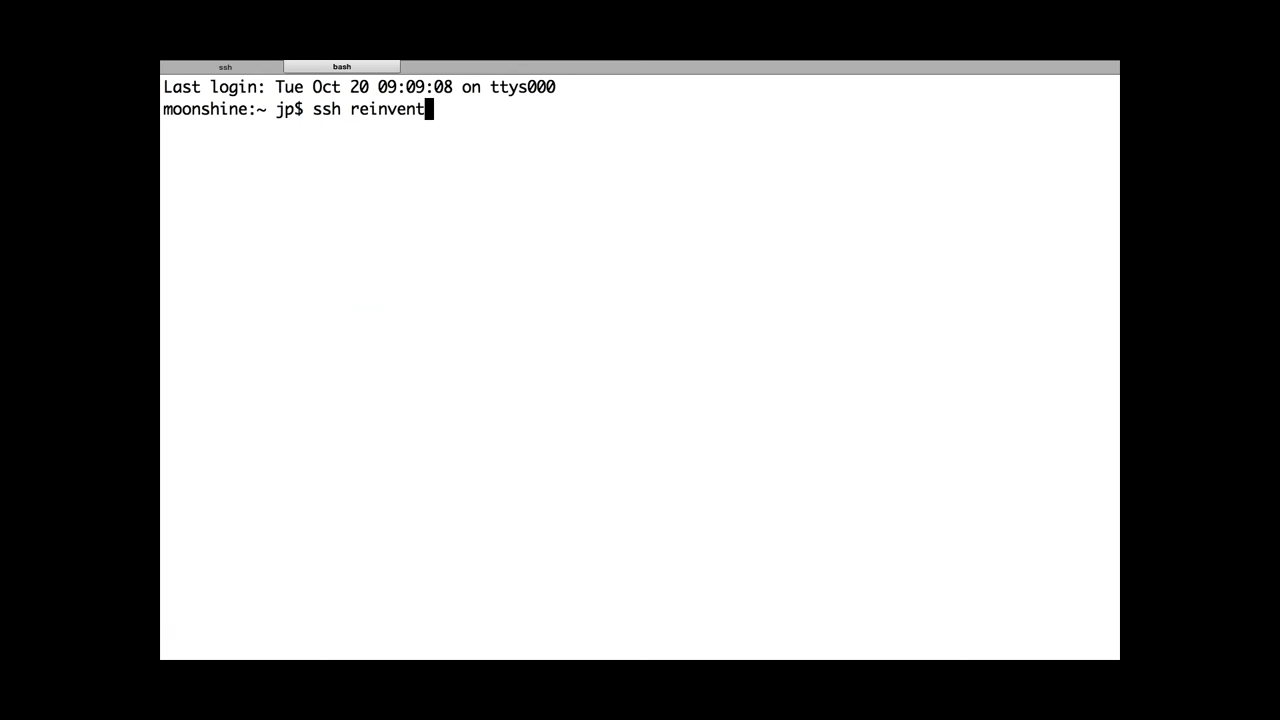 ssh bash
Last login: Tue Oct 20 09:09:08 on ttys000
moonshine:~ jp$ ssh reinvent